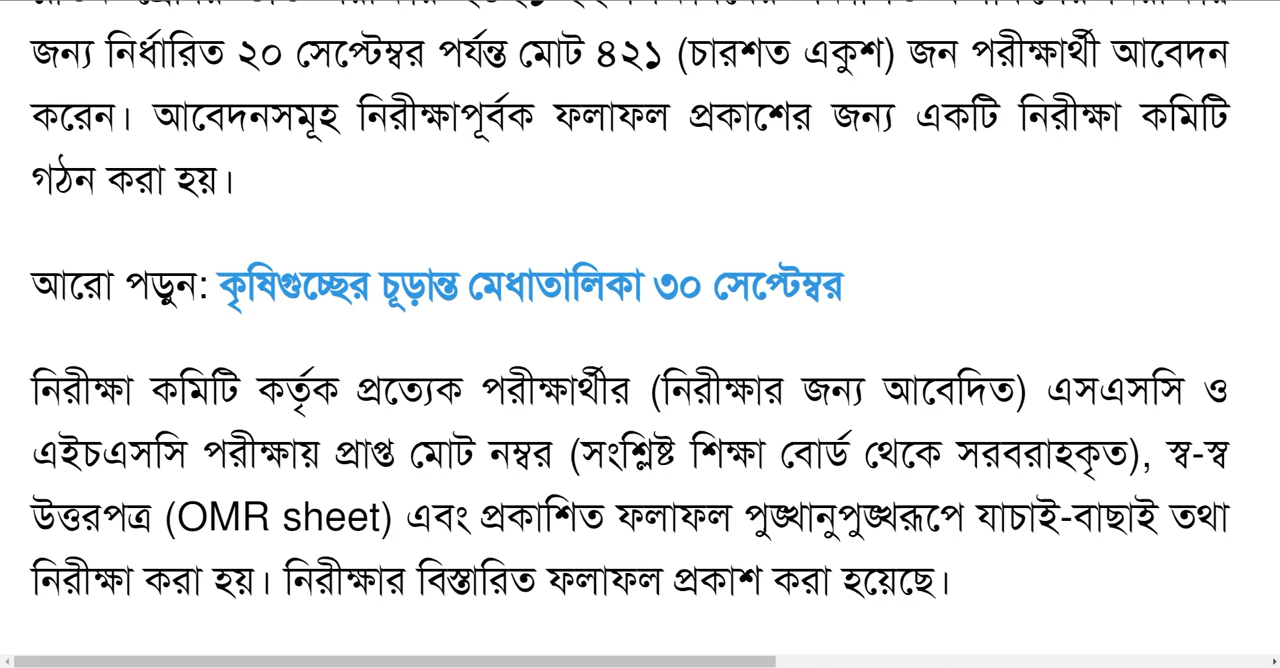 জন্য নির্ধারিত ২০ সেপ্টেম্বর পর্যন্ত মোট ৪২১ (চারশত একুশ) জন পরীক্ষার্থী আবেদন
করেন। আবেদনসমূহ নিরীক্ষাপূর্বক ফলাফল প্রকাশের জন্য একটি নিরীক্ষা কমিটি
গঠন করা হয়।
আরো পড়ুন: কৃষিগুচ্ছের চূড়ান্ত মেধাতালিকা ৩০ সেপ্টেম্বর
নিরীক্ষা কমিটি কর্তৃক প্রত্যেক পরীক্ষার্থীর (নিরীক্ষার জন্য আবেদিত) এসএসসি ও
এইচএসসি পরীক্ষায় প্রাপ্ত মোট নম্বর (সংশ্লিষ্ট শিক্ষা বোর্ড থেকে সরবরাহকৃত), স্ব-স্ব
উত্তরপত্র (OMR sheet) এবং প্রকাশিত ফলাফল পুঙ্খানুপুঙ্খরূপে যাচাই-বাছাই তথা
নিরীক্ষা করা হয়। নিরীক্ষার বিস্তারিত ফলাফল প্রকাশ করা হয়েছে।